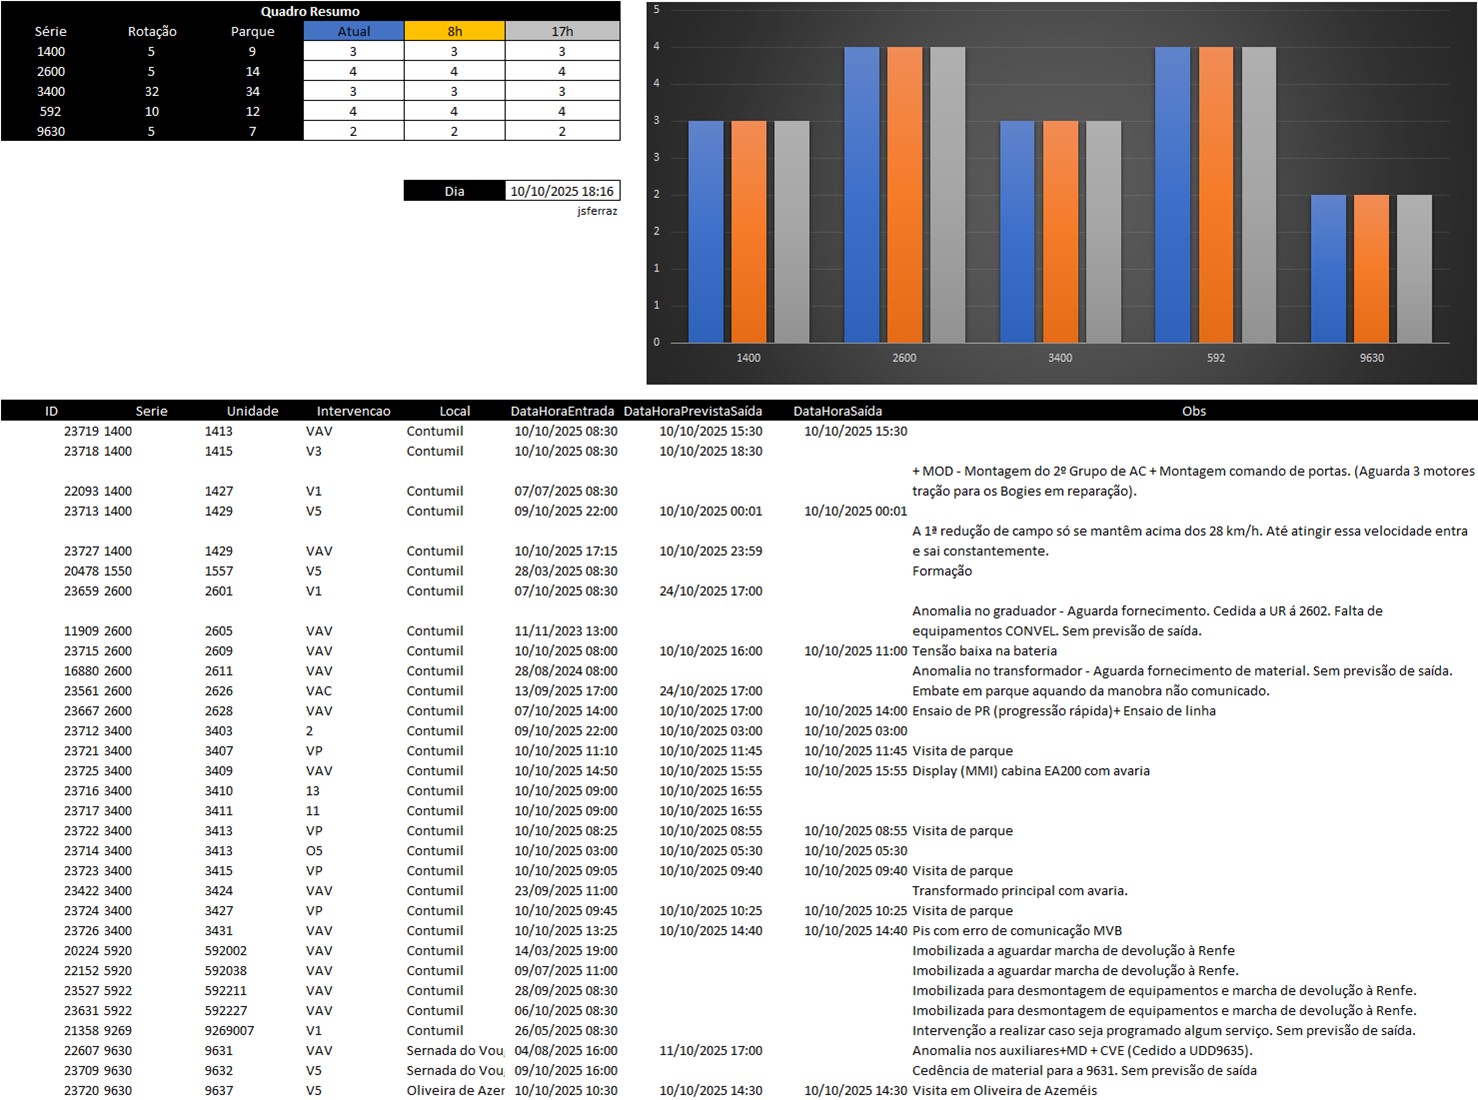 Quadro Resumo
Série Rotação Parque Atual 8h 17h
1400 5 9 3 3 3
2600 5 14 4 4 4
3400 32 34 3 3 3
592 10 12 4 4 4
9630 5 7 2 2 2
Dia 10/10/2025 18:16
jsferraz
5
4
4
3
3
2
2
1
1
0
1400 2600 3400 592 9630
ID Serie Unidade Intervencao Local DataHoraEntrada DataHoraPrevistaSaída DataHoraSaída Obs
23719 1400 1413 VAV Contumil 10/10/2025 08:30 10/10/2025 15:30 10/10/2025 15:30
23718 1400 1415 V3 Contumil 10/10/2025 08:30 10/10/2025 18:30
+ MOD - Montagem do 2º Grupo de AC + Montagem comando de portas. (Aguarda 3 motores
22093 1400 1427 V1 Contumil 07/07/2025 08:30 tração para os Bogies em reparação).
23713 1400 1429 V5 Contumil 09/10/2025 22:00 10/10/2025 00:01 10/10/2025 00:01
A 1ª redução de campo só se mantêm acima dos 28 km/h. Até atingir essa velocidade entra
23727 1400 1429 VAV Contumil 10/10/2025 17:15 10/10/2025 23:59 e sai constantemente.
20478 1550 1557 V5 Contumil 28/03/2025 08:30 Formação
23659 2600 2601 V1 Contumil 07/10/2025 08:30 24/10/2025 17:00
Anomalia no graduador - Aguarda fornecimento. Cedida a UR á 2602. Falta de
11909 2600 2605 VAV Contumil 11/11/2023 13:00 equipamentos CONVEL. Sem previsão de saída.
23715 2600 2609 VAV Contumil 10/10/2025 08:00 10/10/2025 16:00 10/10/2025 11:00 Tensão baixa na bateria
16880 2600 2611 VAV Contumil 28/08/2024 08:00 Anomalia no transformador - Aguarda fornecimento de material. Sem previsão de saída.
23561 2600 2626 VAC Contumil 13/09/2025 17:00 24/10/2025 17:00 Embate em parque aquando da manobra não comunicado.
23667 2600 2628 VAV Contumil 07/10/2025 14:00 10/10/2025 17:00 10/10/2025 14:00 Ensaio de PR (progressão rápida)+ Ensaio de linha
23712 3400 3403 2 Contumil 09/10/2025 22:00 10/10/2025 03:00 10/10/2025 03:00
23721 3400 3407 VP Contumil 10/10/2025 11:10 10/10/2025 11:45 10/10/2025 11:45 Visita de parque
23725 3400 3409 VAV Contumil 10/10/2025 14:50 10/10/2025 15:55 10/10/2025 15:55 Display (MMI) cabina EA200 com avaria
23716 3400 3410 13 Contumil 10/10/2025 09:00 10/10/2025 16:55
23717 3400 3411 11 Contumil 10/10/2025 09:00 10/10/2025 16:55
23722 3400 3413 VP Contumil 10/10/2025 08:25 10/10/2025 08:55 10/10/2025 08:55 Visita de parque
23714 3400 3413 O5 Contumil 10/10/2025 03:00 10/10/2025 05:30 10/10/2025 05:30
23723 3400 3415 VP Contumil 10/10/2025 09:05 10/10/2025 09:40 10/10/2025 09:40 Visita de parque
23422 3400 3424 VAV Contumil 23/09/2025 11:00 Transformado principal com avaria.
23724 3400 3427 VP Contumil 10/10/2025 09:45 10/10/2025 10:25 10/10/2025 10:25 Visita de parque
23726 3400 3431 VAV Contumil 10/10/2025 13:25 10/10/2025 14:40 10/10/2025 14:40 Pis com erro de comunicação MVB
20224 5920 592002 VAV Contumil 14/03/2025 19:00 Imobilizada a aguardar marcha de devolução à Renfe
22152 5920 592038 VAV Contumil 09/07/2025 11:00 Imobilizada a aguardar marcha de devolução à Renfe.
23527 5922 592211 VAV Contumil 28/09/2025 08:30 Imobilizada para desmontagem de equipamentos e marcha de devolução à Renfe.
23631 5922 592227 VAV Contumil 06/10/2025 08:30 Imobilizada para desmontagem de equipamentos e marcha de devolução à Renfe.
21358 9269 9269007 V1 Contumil 26/05/2025 08:30 Intervenção a realizar caso seja programado algum serviço. Sem previsão de saída.
22607 9630 9631 VAV Sernada do Vou 04/08/2025 16:00 11/10/2025 17:00 Anomalia nos auxiliares+MD + CVE (Cedido a UDD9635).
23709 9630 9632 V5 Sernada do Vou 09/10/2025 16:00 Cedência de material para a 9631. Sem previsão de saída
23720 9630 9637 V5 Oliveira de Azer 10/10/2025 10:30 10/10/2025 14:30 10/10/2025 14:30 Visita em Oliveira de Azeméis